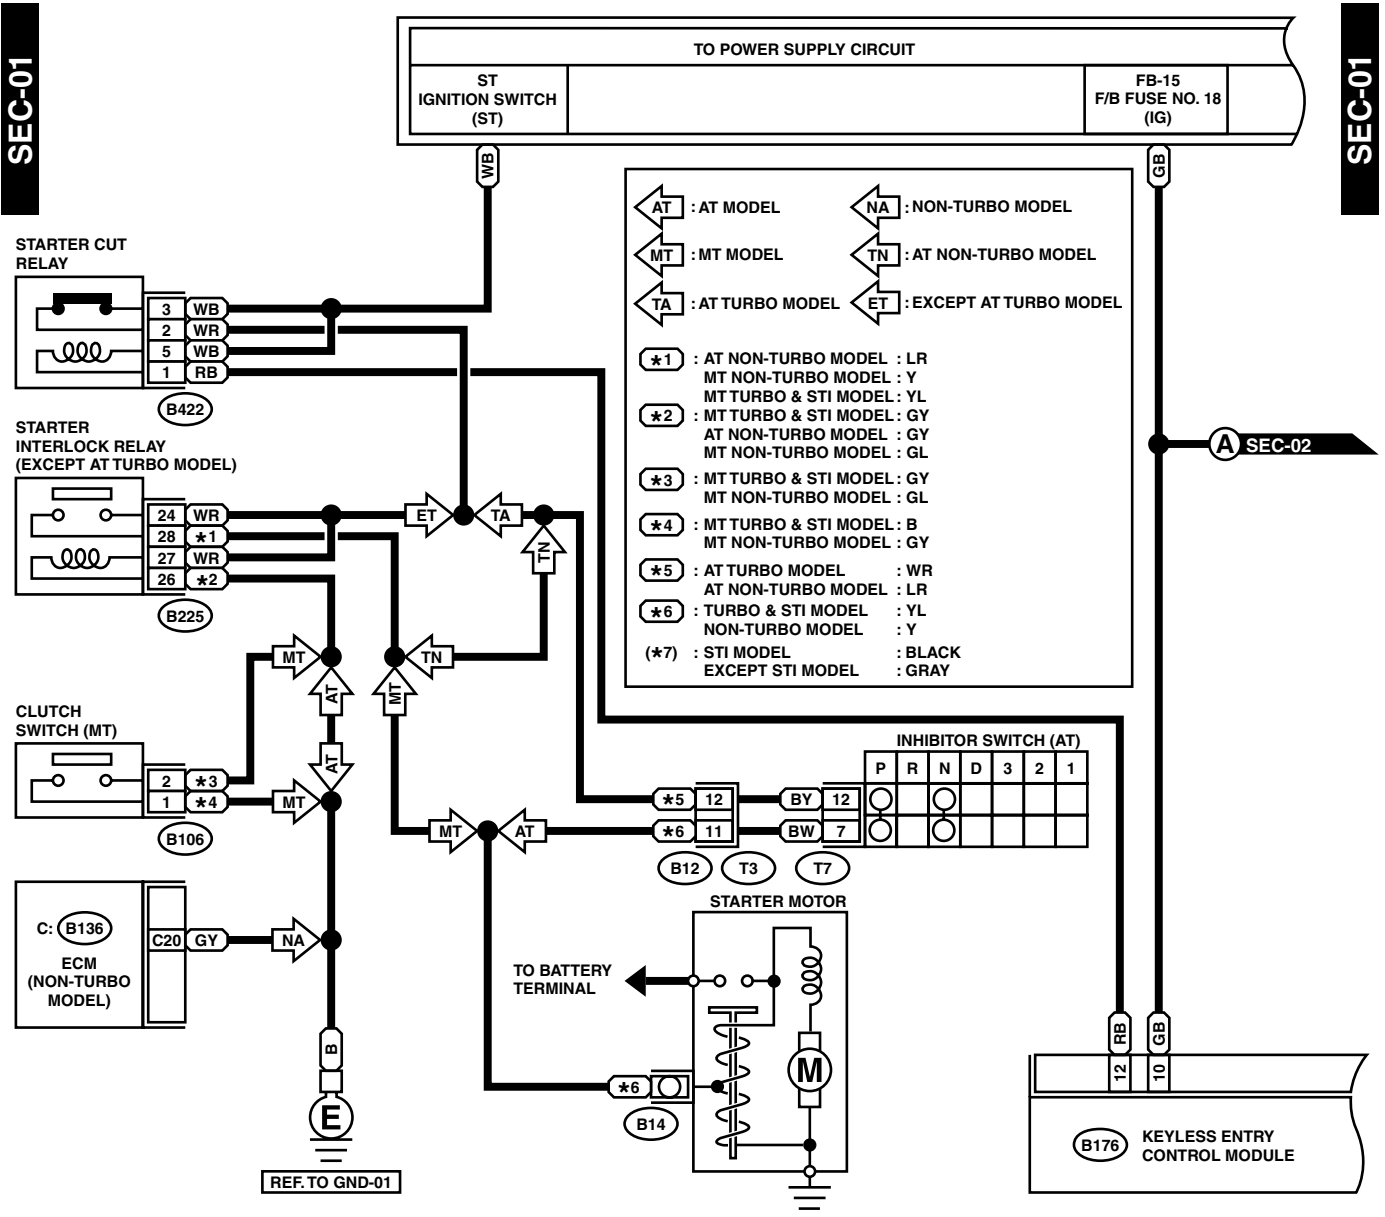 SEC-01
SEC-01
TO POWER SUPPLY CIRCUIT
ST
IGNITION SWITCH
(ST)
FB-15
F/B FUSE NO. 18
(IG)
WB
GB
AT : AT MODEL
NA : NON-TURBO MODEL
MT : MT MODEL
TN : AT NON-TURBO MODEL
TA : AT TURBO MODEL
ET : EXCEPT AT TURBO MODEL
*1 : AT NON-TURBO MODEL : LR
MT NON-TURBO MODEL : Y
MT TURBO & STI MODEL : YL
*2 : MT TURBO & STI MODEL : GY
AT NON-TURBO MODEL : GY
MT NON-TURBO MODEL : GL
*3 : MT TURBO & STI MODEL : GY
MT NON-TURBO MODEL : GL
*4 : MT TURBO & STI MODEL : B
MT NON-TURBO MODEL : GY
*5 : AT TURBO MODEL : WR
AT NON-TURBO MODEL : LR
*6 : TURBO & STI MODEL : YL
NON-TURBO MODEL : Y
(*7) : STI MODEL : BLACK
EXCEPT STI MODEL : GRAY
STARTER CUT
RELAY
3 WB
2 WR
5 WB
1 RB
B422
STARTER
INTERLOCK RELAY
(EXCEPT AT TURBO MODEL)
24 WR
28 *1
27 WR
26 *2
B225
ET
TA
TN
MT
TN
AT
MT
A SEC-02
CLUTCH
SWITCH (MT)
2 *3
1 *4
B106
AT
MT
MT
AT
INHIBITOR SWITCH (AT)
P R N D 3 2 1
*5 12 BY 12
*6 11 BW 7
B12 T3 T7
C: B136
ECM
(NON-TURBO
MODEL)
C20 GY
NA
B
E
REF. TO GND-01
STARTER MOTOR
TO BATTERY
TERMINAL
M
*6
B14
RB
GB
12
10
B176
KEYLESS ENTRY
CONTROL MODULE